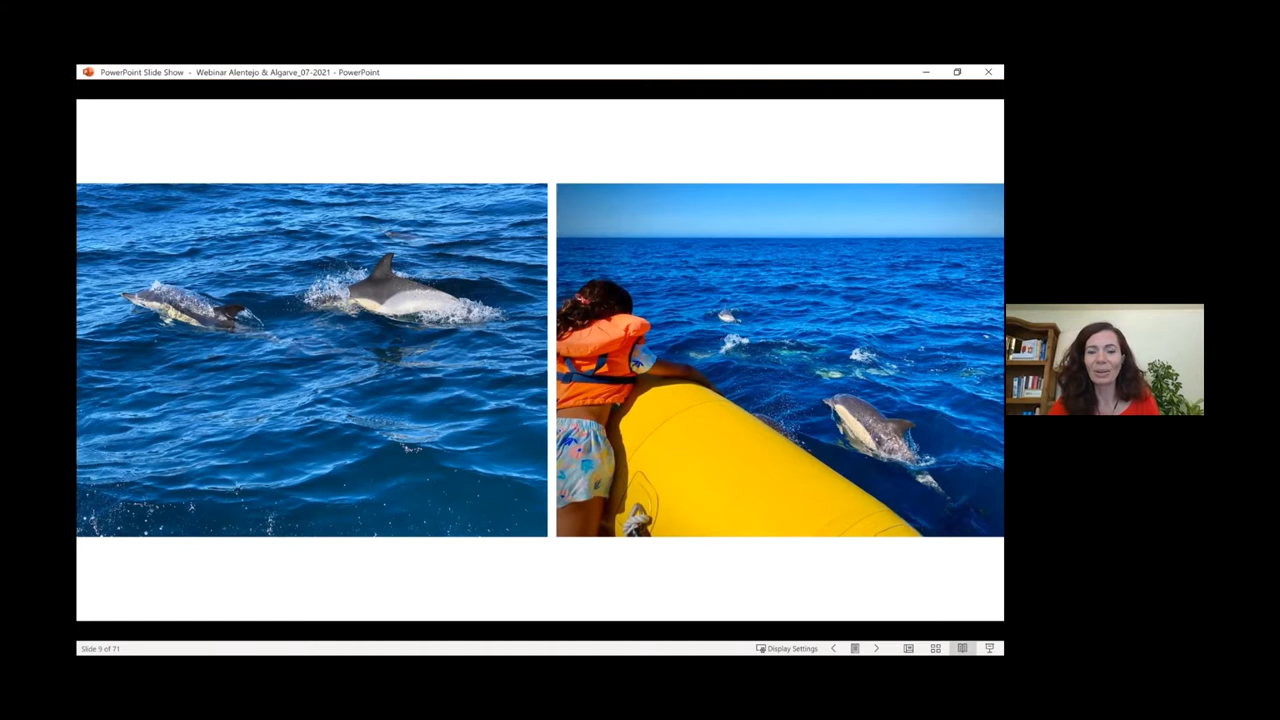 PowerPoint Slide Show - Webinar Alentejo & Algarve_07-2021 - PowerPoint
Slide 9 of 71
Display Settings